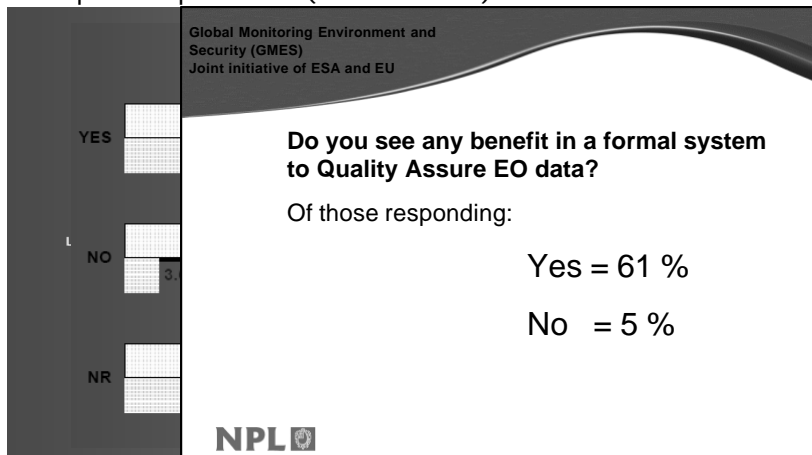 Global Monitoring Environment and
Security (GMES)
Joint initiative of ESA and EU
YES
NO
3.
NR
L
Do you see any benefit in a formal system
to Quality Assure EO data?
Of those responding:
Yes = 61 %
No = 5 %
NPL